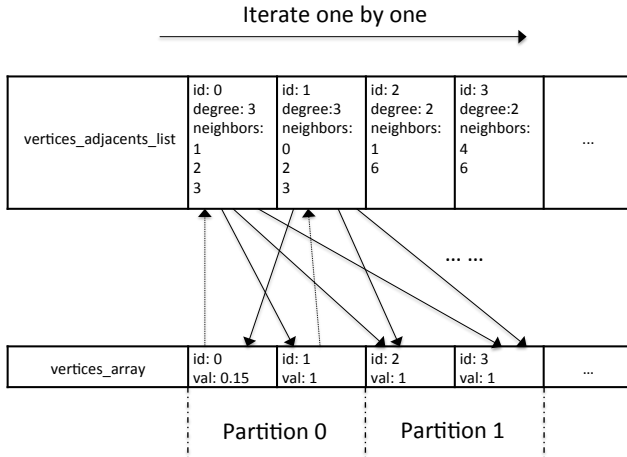 Iterate one by one
vertices_adjacents_list
id: 0
degree: 3
neighbors:
1
2
3
id: 1
degree:3
neighbors:
0
2
3
id: 2
degree: 2
neighbors:
1
6
id: 3
degree:2
neighbors:
4
6
...
... ...
vertices_array
id: 0
val: 0.15
id: 1
val: 1
id: 2
val: 1
id: 3
val: 1
...
Partition 0
Partition 1